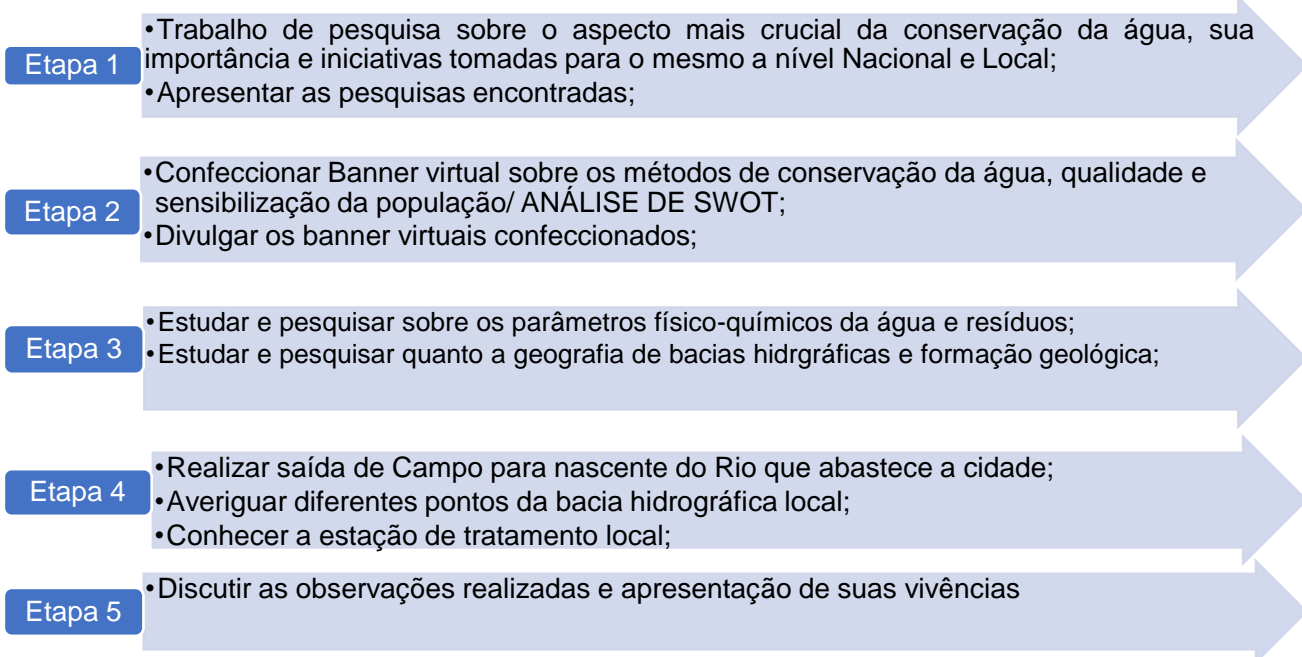 Etapa 1
•Trabalho de pesquisa sobre o aspecto mais crucial da conservação da água, sua
importância e iniciativas tomadas para o mesmo a nível Nacional e Local;
•Apresentar as pesquisas encontradas;
Etapa 2
•Confeccionar Banner virtual sobre os métodos de conservação da água, qualidade e
sensibilização da população/ ANÁLISE DE SWOT;
•Divulgar os banner virtuais confeccionados;
Etapa 3
•Estudar e pesquisar sobre os parâmetros físico-químicos da água e resíduos;
•Estudar e pesquisar quanto a geografia de bacias hidrgráficas e formação geológica;
Etapa 4
•Realizar saída de Campo para nascente do Rio que abastece a cidade;
•Averiguar diferentes pontos da bacia hidrográfica local;
•Conhecer a estação de tratamento local;
Etapa 5
•Discutir as observações realizadas e apresentação de suas vivências